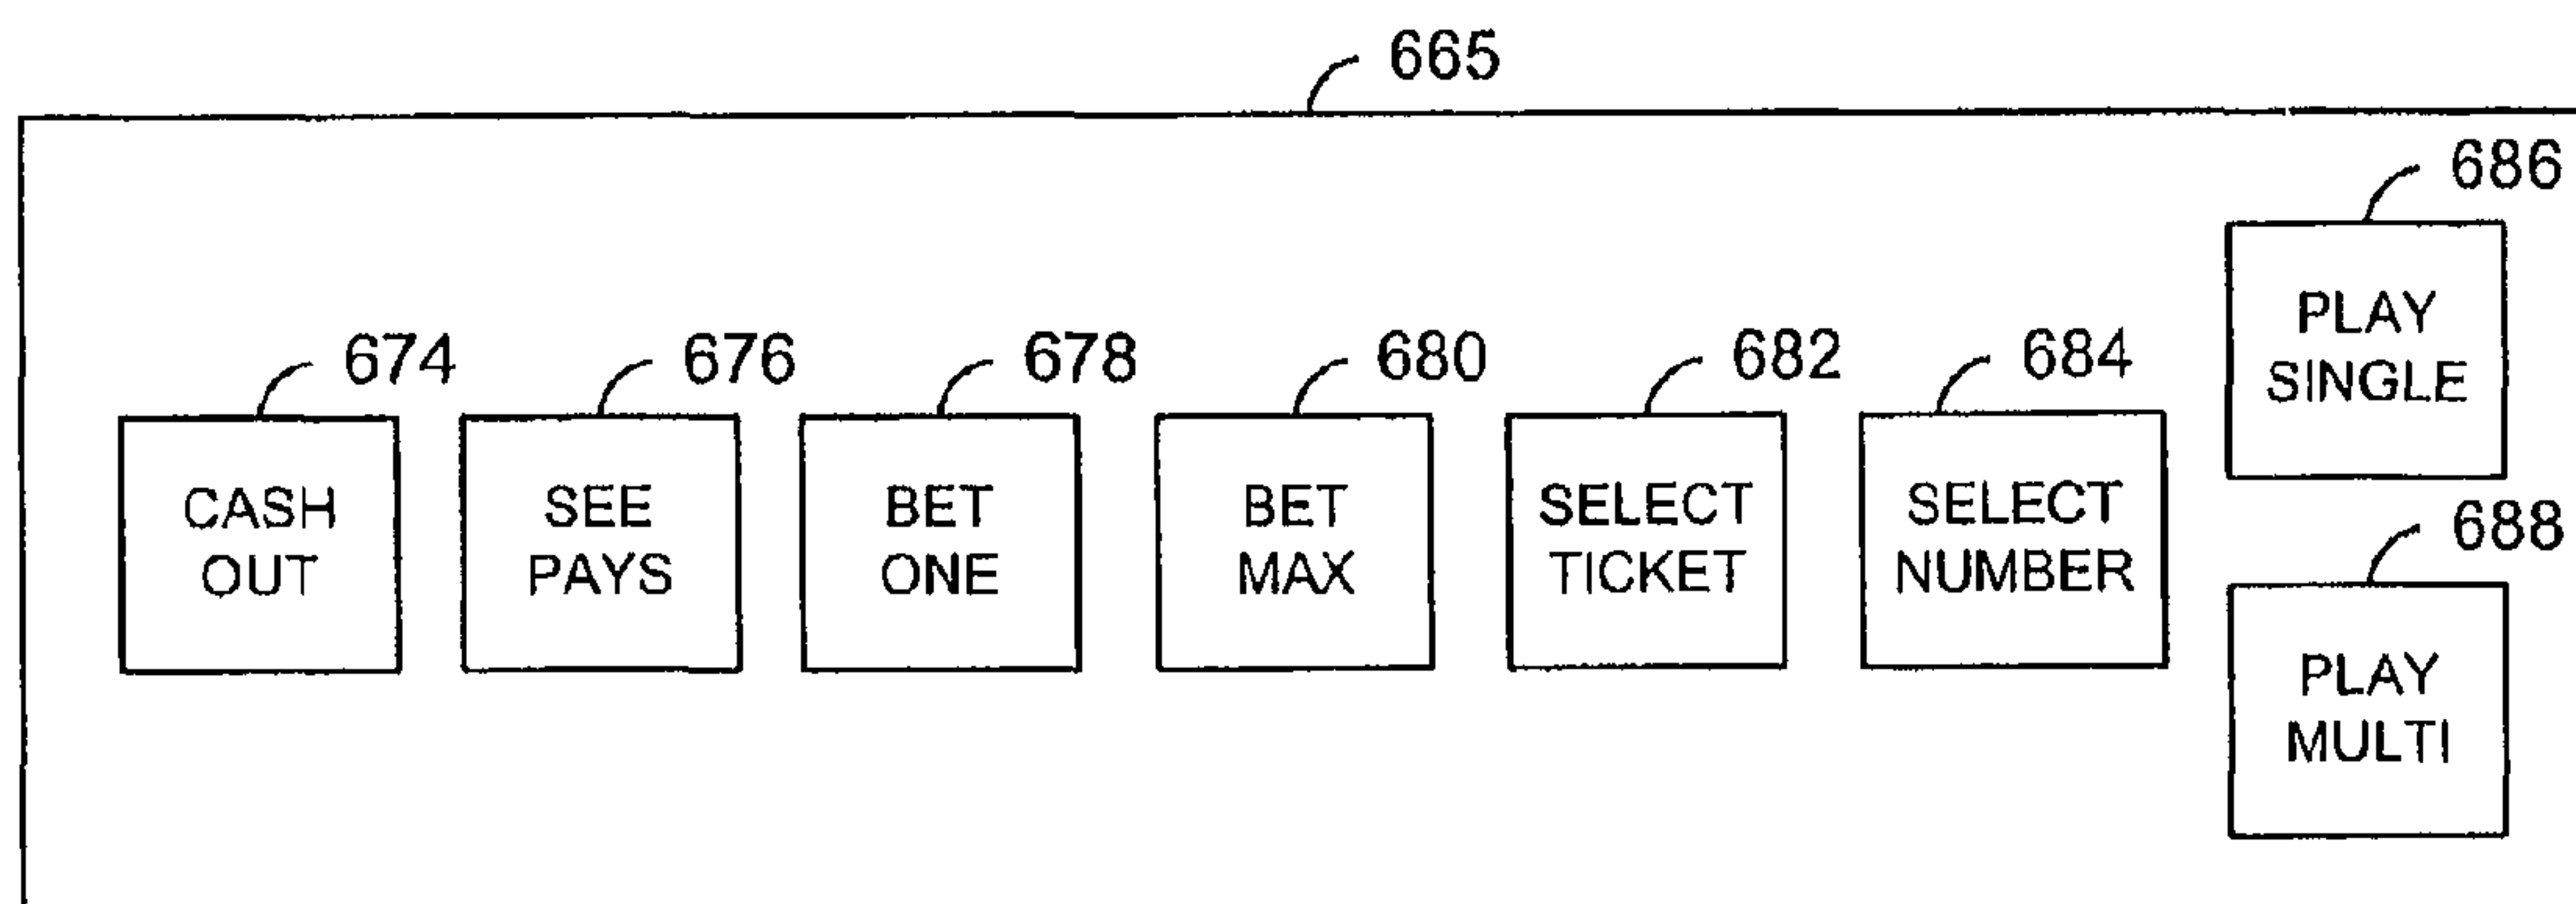 665
686
PLAY
SINGLE
674
676
678
680
682
684
CASH
OUT
SEE
PAYS
BET
ONE
BET
MAX
SELECT
TICKET
SELECT
NUMBER
688
PLAY
MULTI